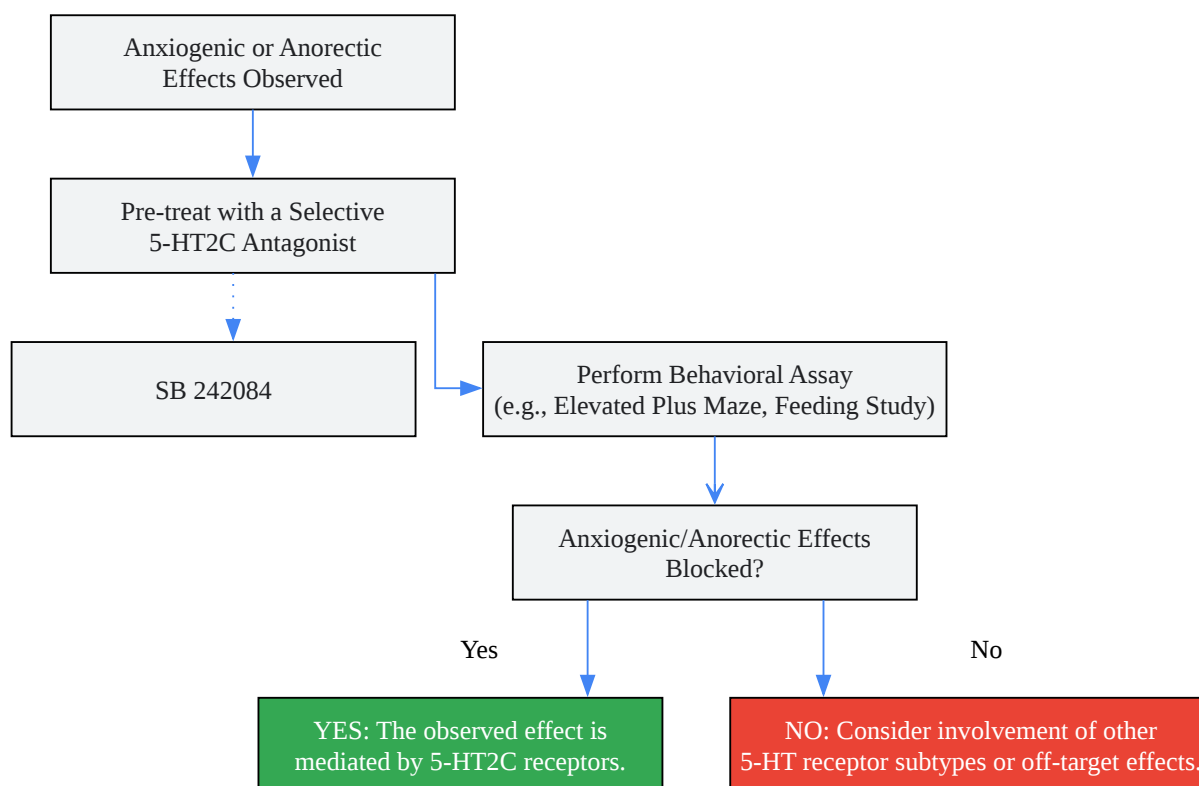 Anxiogenic or Anorectic
Effects Observed
Pre-treat with a Selective
5-HT2C Antagonist
SB 242084
Perform Behavioral Assay
(e.g., Elevated Plus Maze, Feeding Study)
Anxiogenic/Anorectic Effects
Blocked?
Yes
No
YES: The observed effect is
mediated by 5-HT2C receptors.
NO: Consider involvement of other
5-HT receptor subtypes or off-target effects.